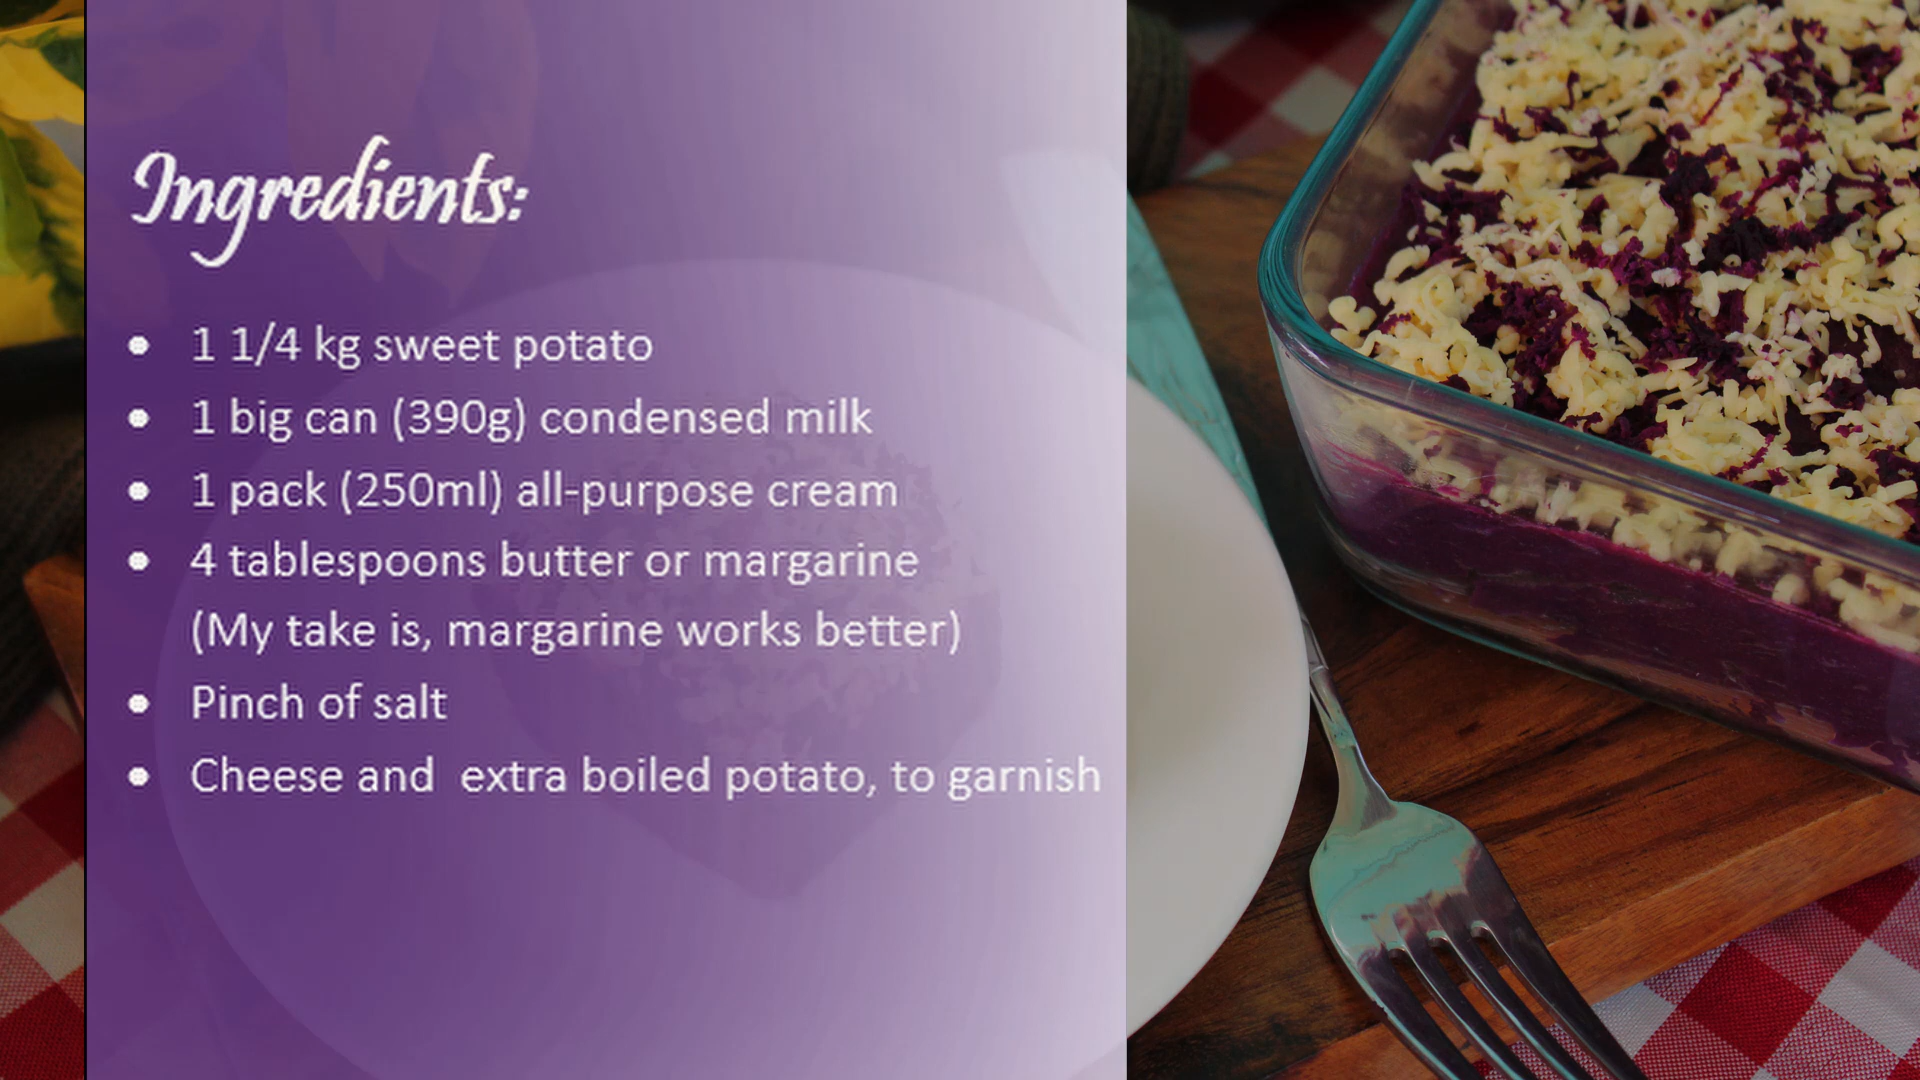 Ingredients:
• 1 1/4 kg sweet potato
• 1 big can (390g) condensed milk
• 1 pack (250ml) all-purpose cream
• 4 tablespoons butter or margarine
(My take is, margarine works better)
• Pinch of salt
• Cheese and  extra boiled potato, to garnish